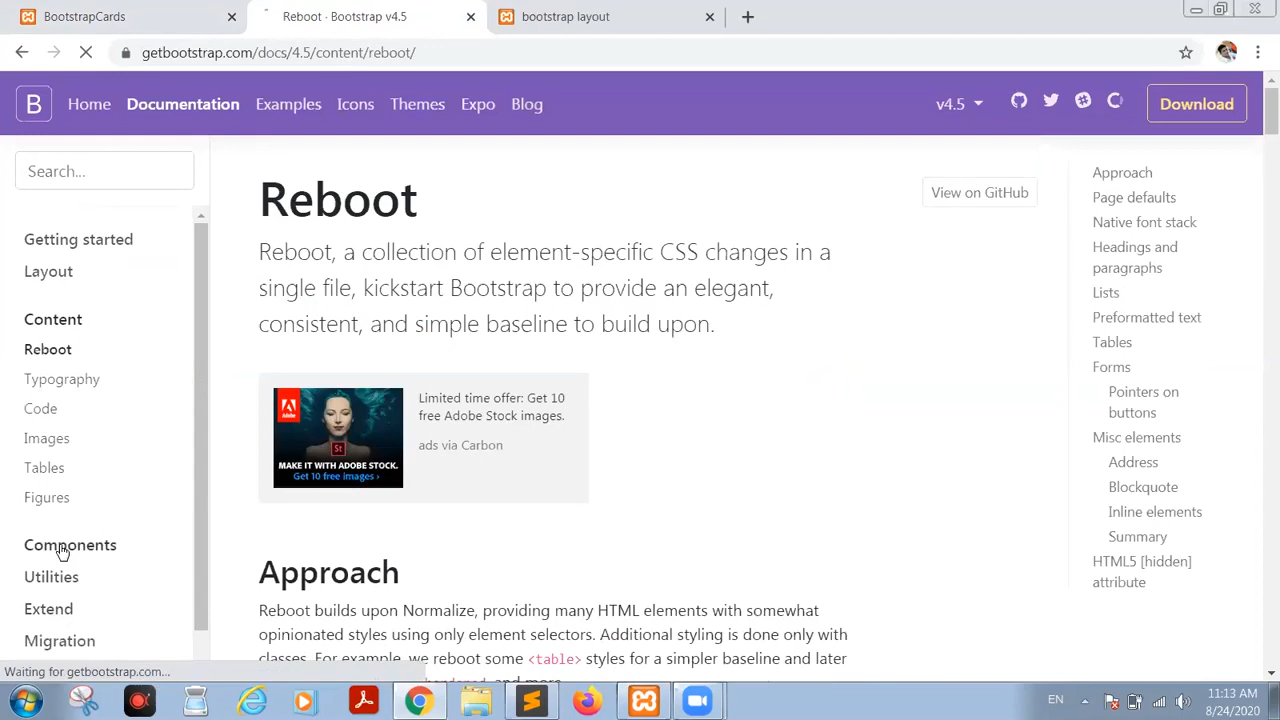 BootstrapCards
Reboot · Bootstrap v4.5
bootstrap layout
getbootstrap.com/docs/4.5/content/reboot/
B
Home
Documentation
Examples
Icons
Themes
Expo
Blog
v4.5
Download
Search...
Getting started
Layout
Content
Reboot
Typography
Code
Images
Tables
Figures
Components
Utilities
Extend
Migration
Reboot
View on GitHub
Reboot, a collection of element-specific CSS changes in a
single file, kickstart Bootstrap to provide an elegant,
consistent, and simple baseline to build upon.
St
MAKE IT WITH ADOBE STOCK.
Get 10 free images ›
Limited time offer: Get 10
free Adobe Stock images.
ads via Carbon
Approach
Reboot builds upon Normalize, providing many HTML elements with somewhat
opinionated styles using only element selectors. Additional styling is done only with
classes. For example, we reboot some <table> styles for a simpler baseline and later
Approach
Page defaults
Native font stack
Headings and
paragraphs
Lists
Preformatted text
Tables
Forms
Pointers on
buttons
Misc elements
Address
Blockquote
Inline elements
Summary
HTML5 [hidden]
attribute
Waiting for getbootstrap.com...
EN
11:13 AM
8/24/2020